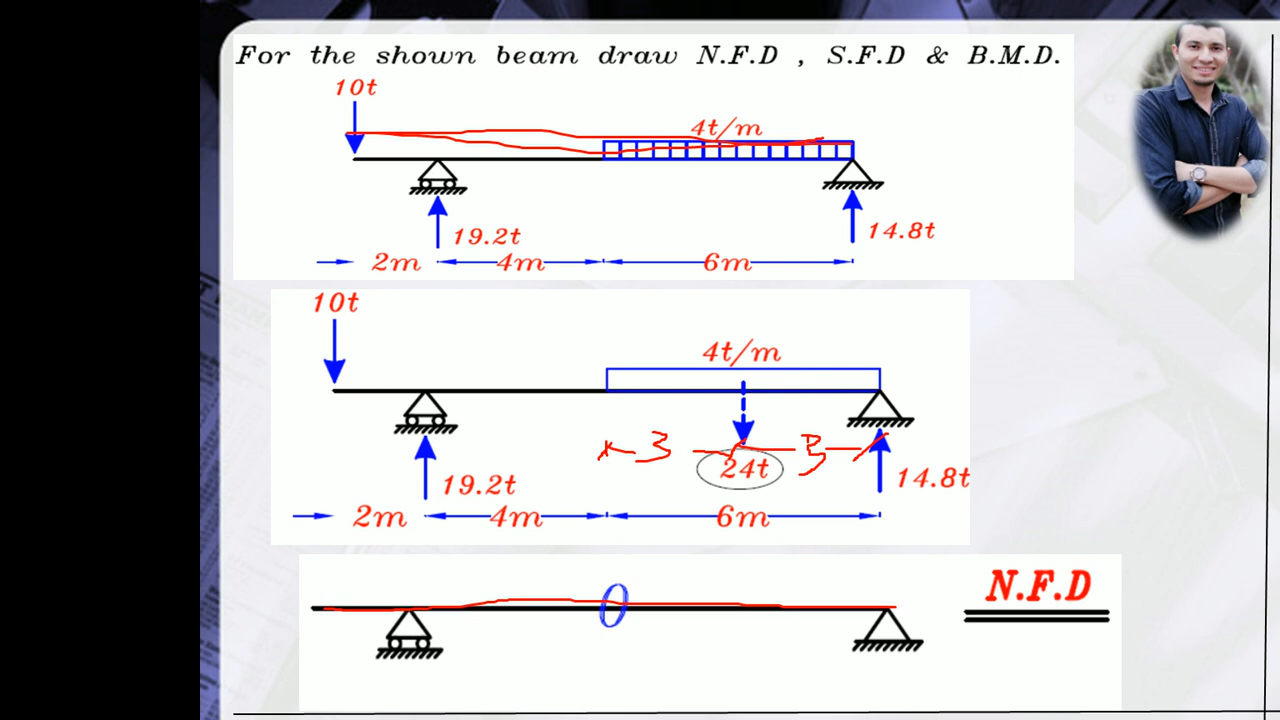 For the shown beam draw N.F.D , S.F.D & B.M.D.
10t
4t/m
19.2t
14.8t
2m 4m 6m
10t
4t/m
3 3
24t
19.2t
14.8t
2m 4m 6m
N.F.D
0